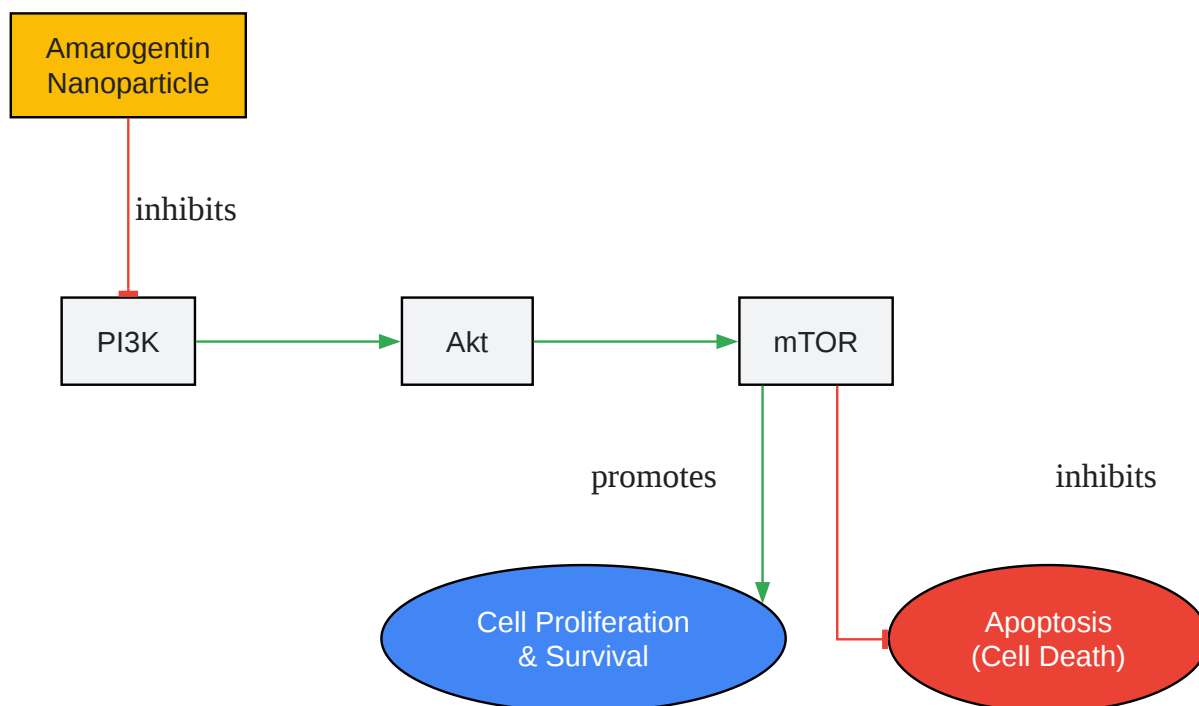 Amarogentin
Nanoparticle
inhibits
PI3K
Akt
mTOR
promotes
inhibits
Cell Proliferation
& Survival
Apoptosis
(Cell Death)